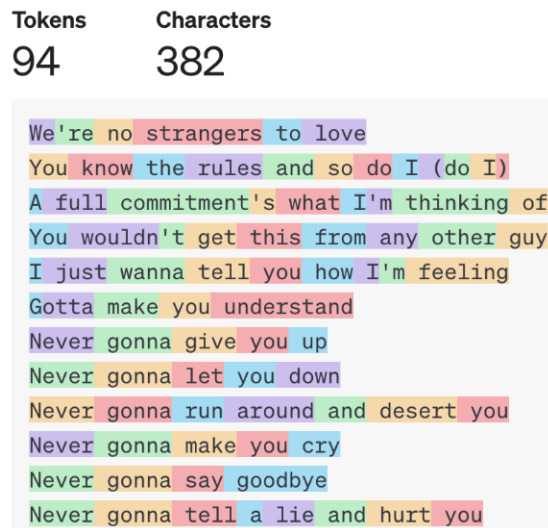 Tokens Characters
94 382
We're no strangers to love
You know the rules and so do I (do I)
A full commitment's what I'm thinking of
You wouldn't get this from any other guy
I just wanna tell you how I'm feeling
Gotta make you understand
Never gonna give you up
Never gonna let you down
Never gonna run around and desert you
Never gonna make you cry
Never gonna say goodbye
Never gonna tell a lie and hurt you